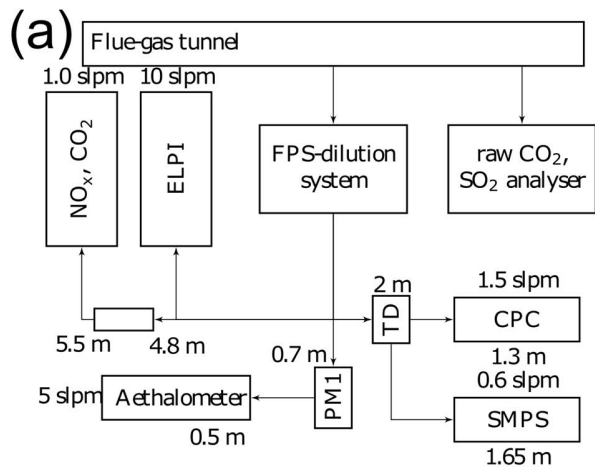 (a)
Flue-gas tunnel
1.0 slpm
10 slpm
NOₓ, CO₂
ELPI
FPS-dilution
system
raw CO₂,
SO₂ analyser
2 m
TD
1.5 slpm
CPC
1.3 m
5.5 m
4.8 m
0.7 m
PM1
5 slpm
Aethalometer
0.5 m
0.6 slpm
SMPS
1.65 m